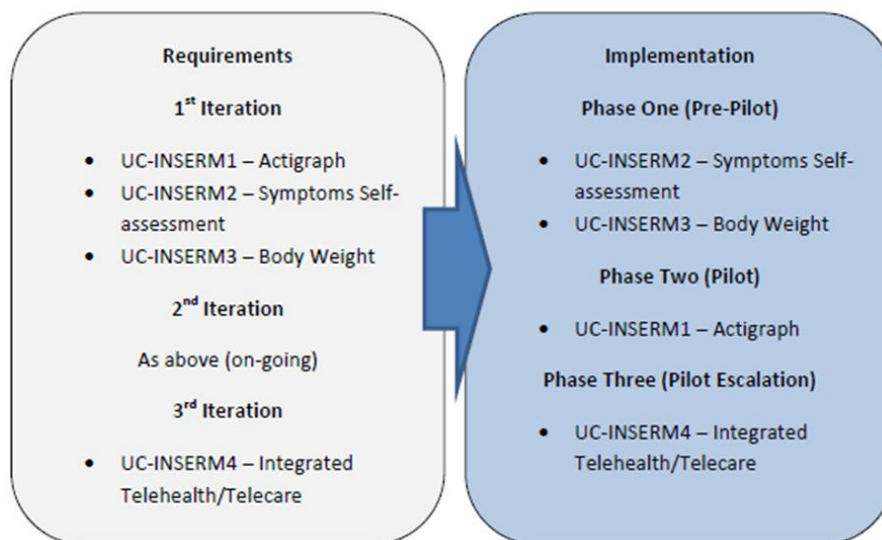 Requirements
1st Iteration
• UC-INSERM1 – Actigraph
• UC-INSERM2 – Symptoms Self-
assessment
• UC-INSERM3 – Body Weight
2nd Iteration
As above (on-going)
3rd Iteration
• UC-INSERM4 – Integrated
Telehealth/Telecare
Implementation
Phase One (Pre-Pilot)
• UC-INSERM2 – Symptoms Self-
assessment
• UC-INSERM3 – Body Weight
Phase Two (Pilot)
• UC-INSERM1 – Actigraph
Phase Three (Pilot Escalation)
• UC-INSERM4 – Integrated
Telehealth/Telecare